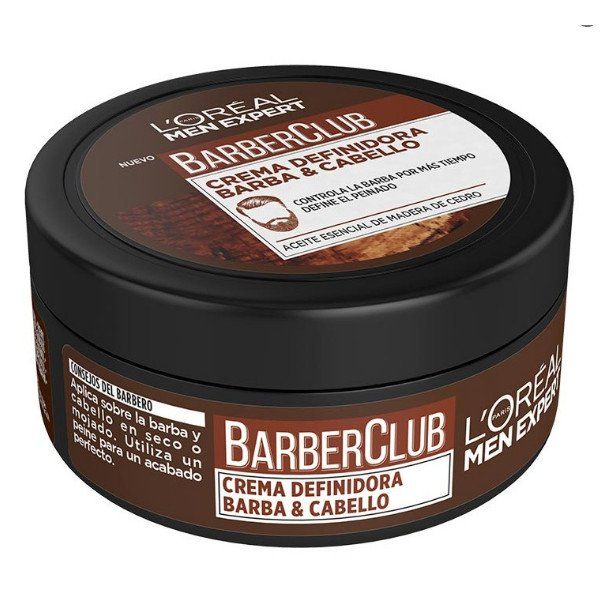 L'ORÉAL
PARIS
MEN EXPERT
NUEVO
BARBERCLUB
CREMA DEFINIDORA
BARBA & CABELLO
CONTROLA LA BARBA POR MÁS TIEMPO
DEFINE EL PEINADO
ACEITE ESENCIAL DE MADERA DE CEDRO
CONSEJOS DEL BARBERO
Aplica sobre la barba y
cabello en seco o
mojado. Utiliza un
peine para un acabado
perfecto.
BARBERCLUB
CREMA DEFINIDORA
BARBA & CABELLO
L'ORÉAL
PARIS
MEN EXPERT